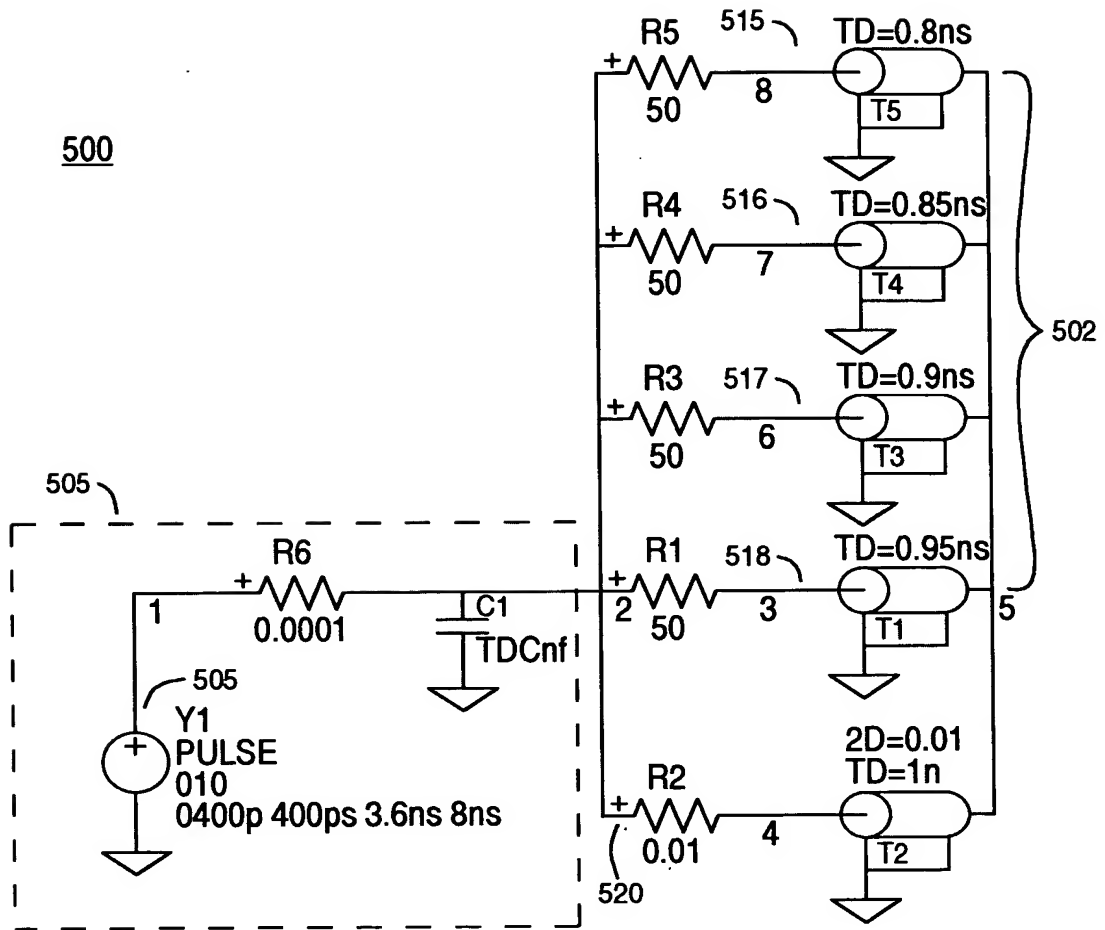 500
R5
+
50
515
8
TD=0.8ns
T5
R4
+
50
516
7
TD=0.85ns
T4
502
R3
+
50
517
6
TD=0.9ns
T3
505
R6
1
+
0.0001
C1
TDCnf
2
R1
+
50
518
3
TD=0.95ns
T1
5
505
Y1
+
PULSE
010
0400p 400ps 3.6ns 8ns
R2
+
0.01
520
4
2D=0.01
TD=1n
T2